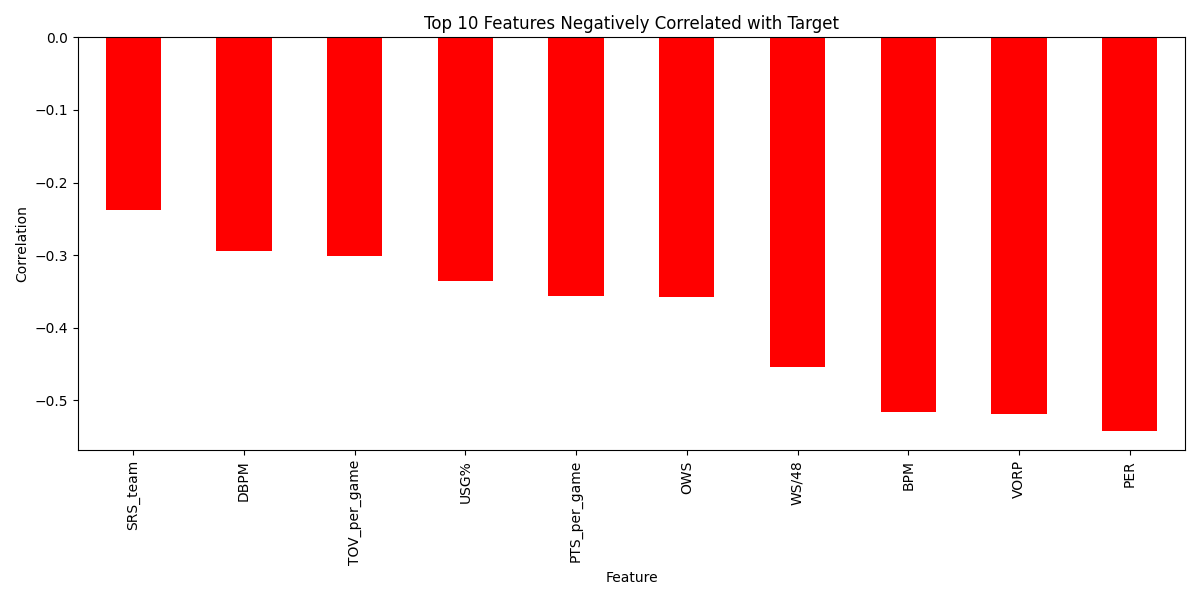 Top 10 Features Negatively Correlated with Target
Correlation
0.0
−0.1
−0.2
−0.3
−0.4
−0.5
SRS_team
DBPM
TOV_per_game
USG%
PTS_per_game
OWS
WS/48
BPM
VORP
PER
Feature